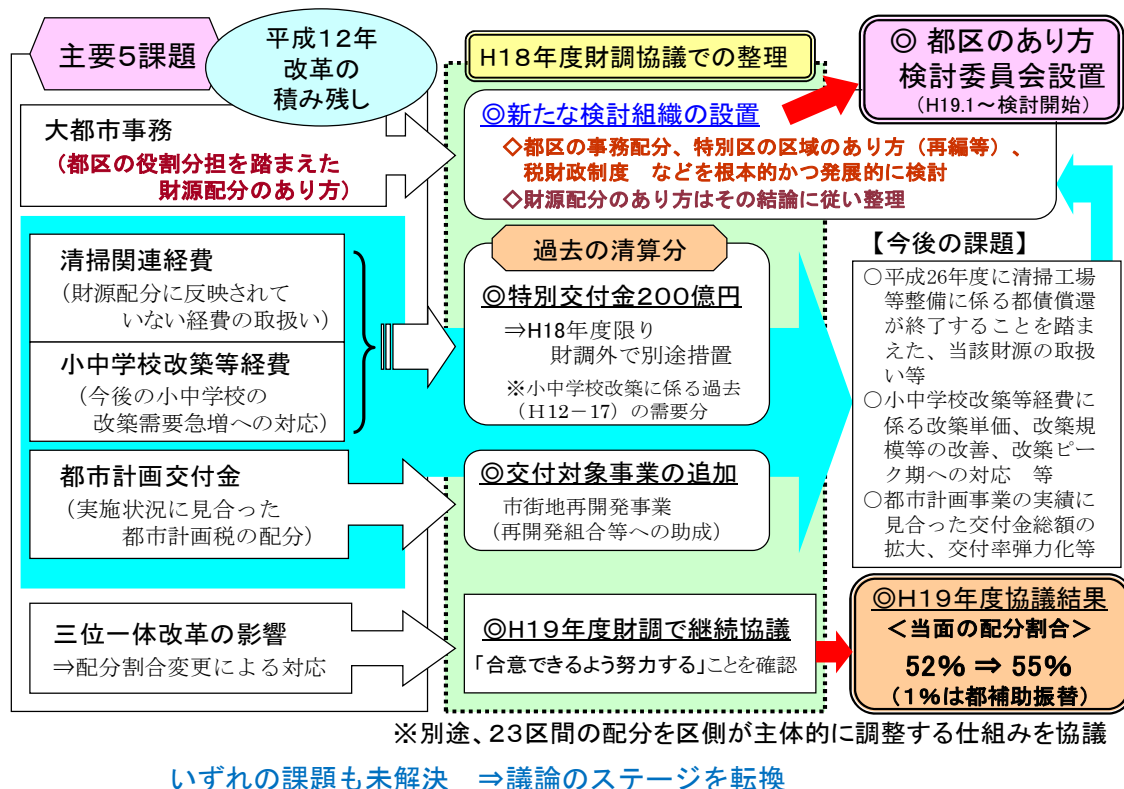 主要5課題
平成12年
改革の
積み残し
H18年度財調協議での整理
◎ 都区のあり方
検討委員会設置
(H19.1~検討開始)
大都市事務
(都区の役割分担を踏まえた
財源配分のあり方)
◎新たな検討組織の設置
◇都区の事務配分、特別区の区域のあり方(再編等)、
税財政制度 などを根本的かつ発展的に検討
◇財源配分のあり方はその結論に従い整理
清掃関連経費
(財源配分に反映されて
いない経費の取扱い)
小中学校改築等経費
(今後の小中学校の
改築需要急増への対応)
過去の清算分
◎特別交付金200億円
⇒H18年度限り
財調外で別途措置
※小中学校改築に係る過去
(H12-17)の需要分
都市計画交付金
(実施状況に見合った
都市計画税の配分)
◎交付対象事業の追加
市街地再開発事業
(再開発組合等への助成)
【今後の課題】
○平成26年度に清掃工場
等整備に係る都債償還
が終了することを踏ま
えた、当該財源の取扱
い等
○小中学校改築等経費に
係る改築単価、改築規
模等の改善、改築ピー
ク期への対応 等
○都市計画事業の実績に
見合った交付金総額の
拡大、交付率弾力化等
三位一体改革の影響
⇒配分割合変更による対応
◎H19年度財調で継続協議
「合意できるよう努力する」ことを確認
◎H19年度協議結果
<当面の配分割合>
52% ⇒ 55%
(1%は都補助振替)
※別途、23区間の配分を区側が主体的に調整する仕組みを協議
いずれの課題も未解決 ⇒議論のステージを転換